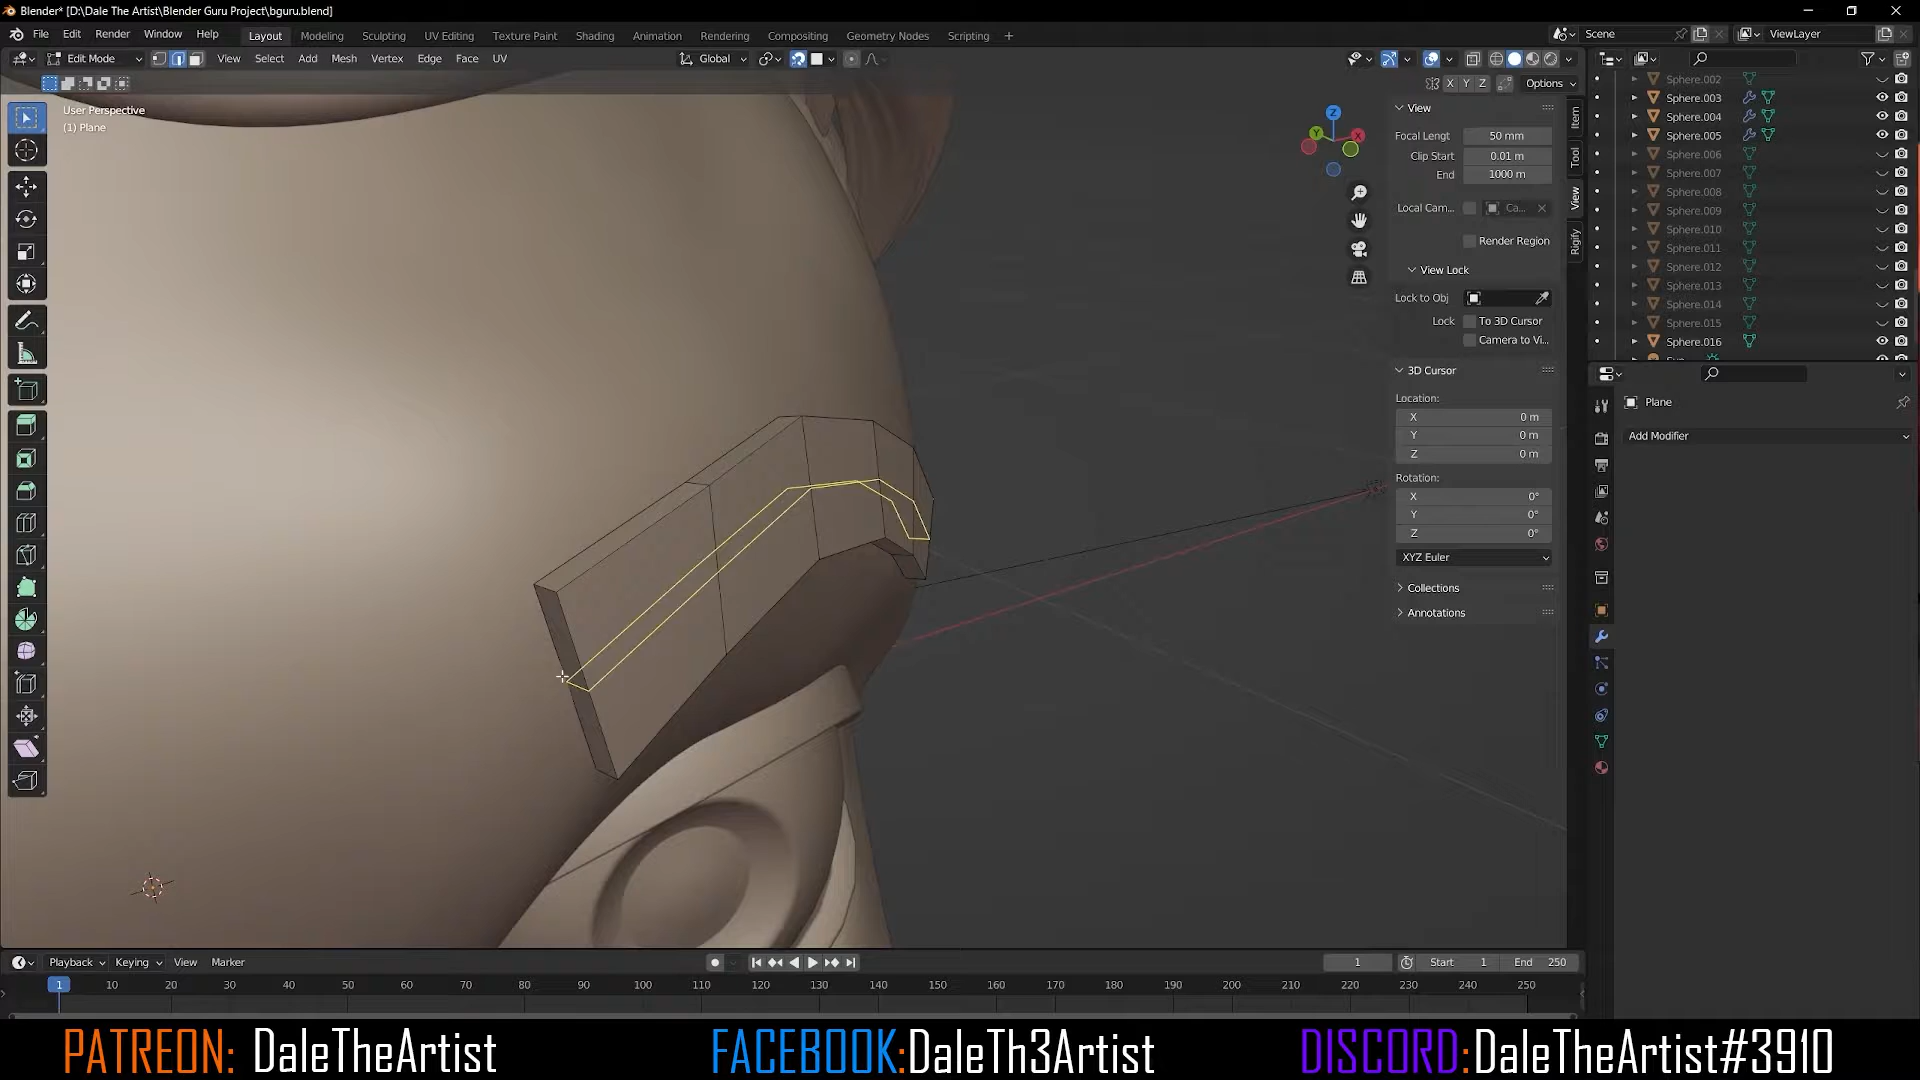 Blender* [D:\Dale The Artist\Blender Guru Project\bguru.blend]
File Edit Render Window Help Layout Modeling Sculpting UV Editing Texture Paint Shading Animation Rendering Compositing Geometry Nodes Scripting + Scene ViewLayer
Edit Mode View Select Add Mesh Vertex Edge Face UV Global
X Y Z Options
User Perspective
(1) Plane
Z
Y X
View
Focal Lengt 50 mm
Clip Start 0.01 m
End 1000 m
Local Cam... Ca...
Render Region
View Lock
Lock to Obj
Lock To 3D Cursor
Camera to Vi...
3D Cursor
Location:
X 0 m
Y 0 m
Z 0 m
Rotation:
X 0°
Y 0°
Z 0°
XYZ Euler
Collections
Annotations
Item
Tool
View
Rigify
Sphere.002
Sphere.003
Sphere.004
Sphere.005
Sphere.006
Sphere.007
Sphere.008
Sphere.009
Sphere.010
Sphere.011
Sphere.012
Sphere.013
Sphere.014
Sphere.015
Sphere.016
Plane
Add Modifier
Playback Keying View Marker 1 Start 1 End 250
1 10 20 30 40 50 60 70 80 90 100 110 120 130 140 150 160 170 180 190 200 210 220 230 240 250
PATREON: DaleTheArtist FACEBOOK:DaleTh3Artist DISCORD:DaleTheArtist#3910